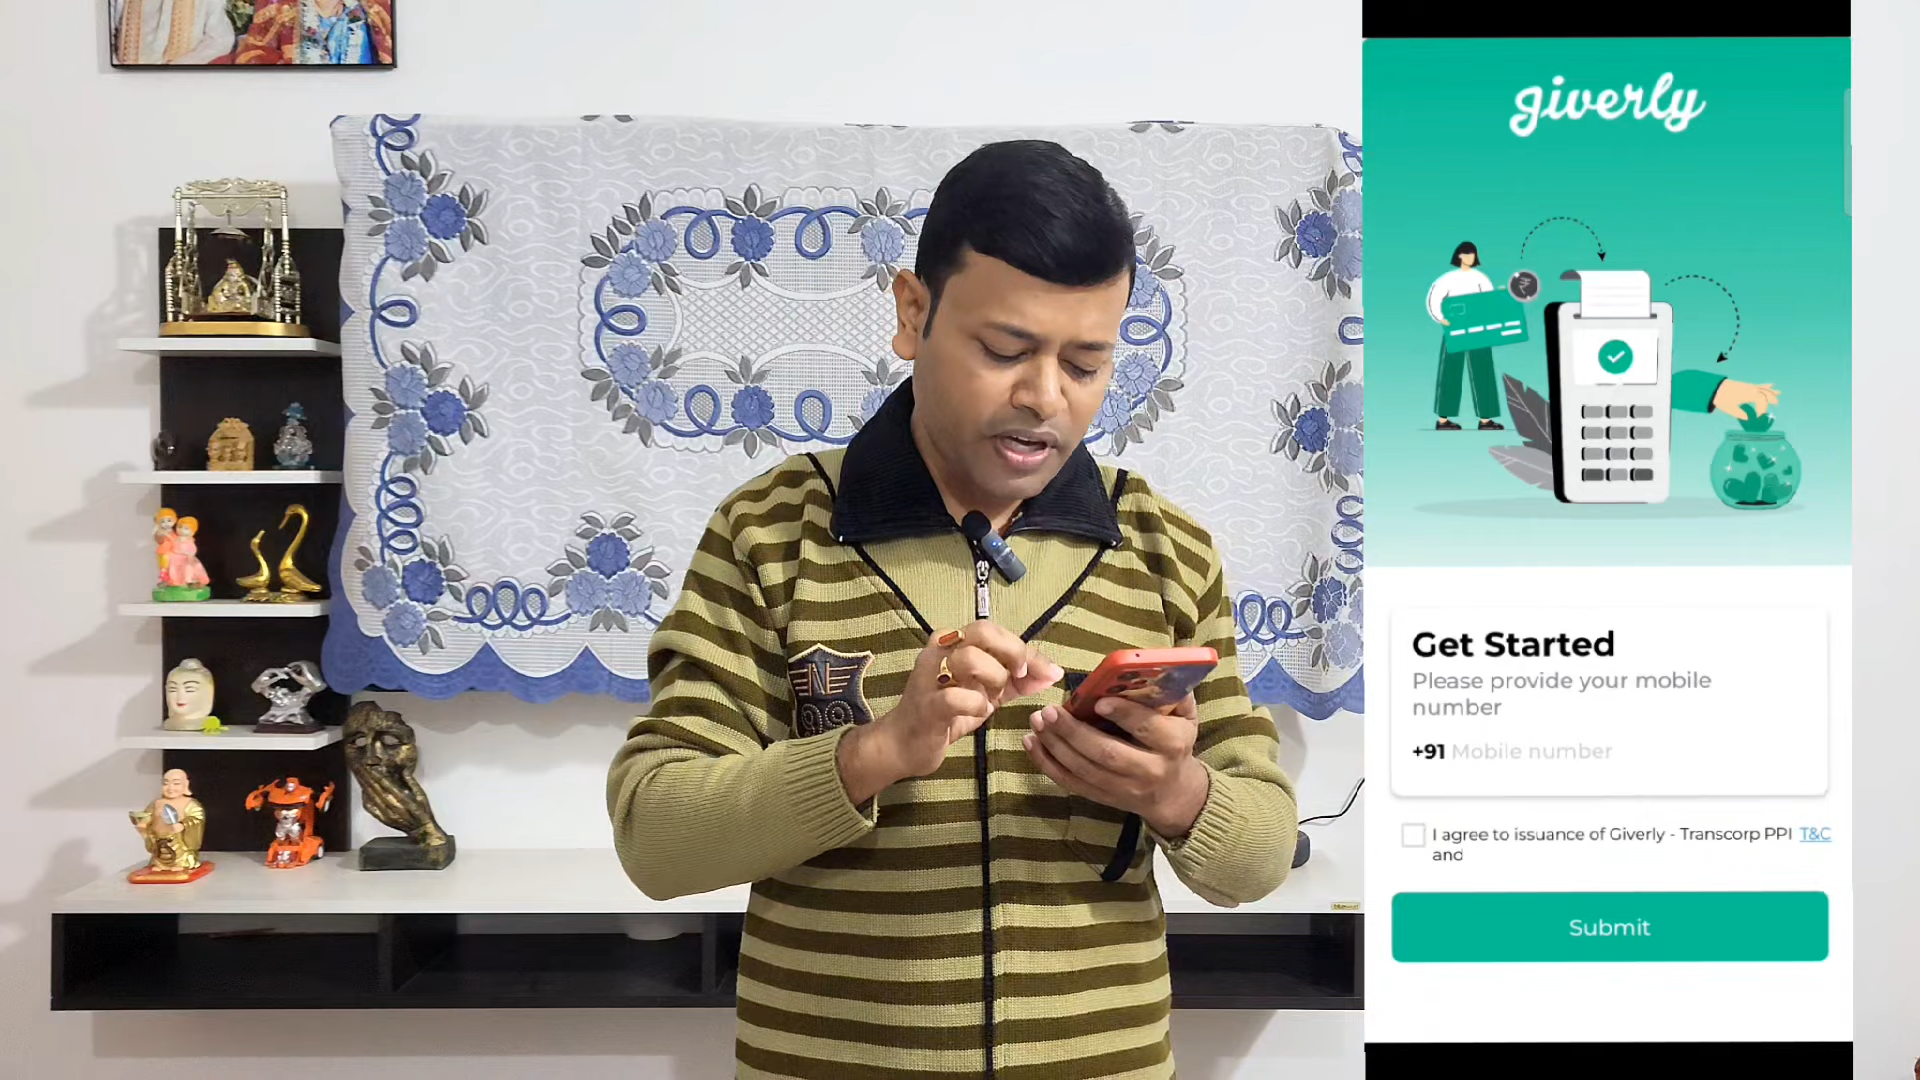 giverly
Get Started
Please provide your mobile
number
+91 Mobile number
I agree to issuance of Giverly - Transcorp PPI T&C
and
Submit
N
99